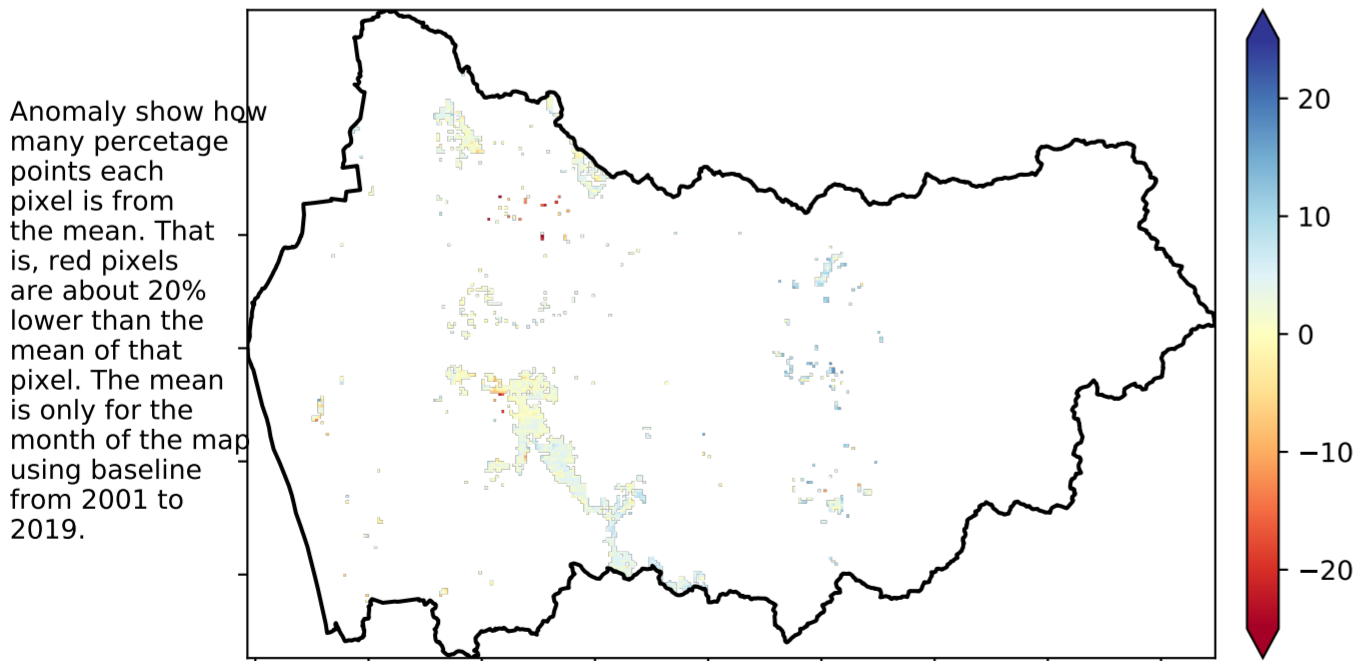 Anomaly show how
many percetage
points each
pixel is from
the mean. That
is, red pixels
are about 20%
lower than the
mean of that
pixel. The mean
is only for the
month of the map
using baseline
from 2001 to
2019.
20
10
0
−10
−20